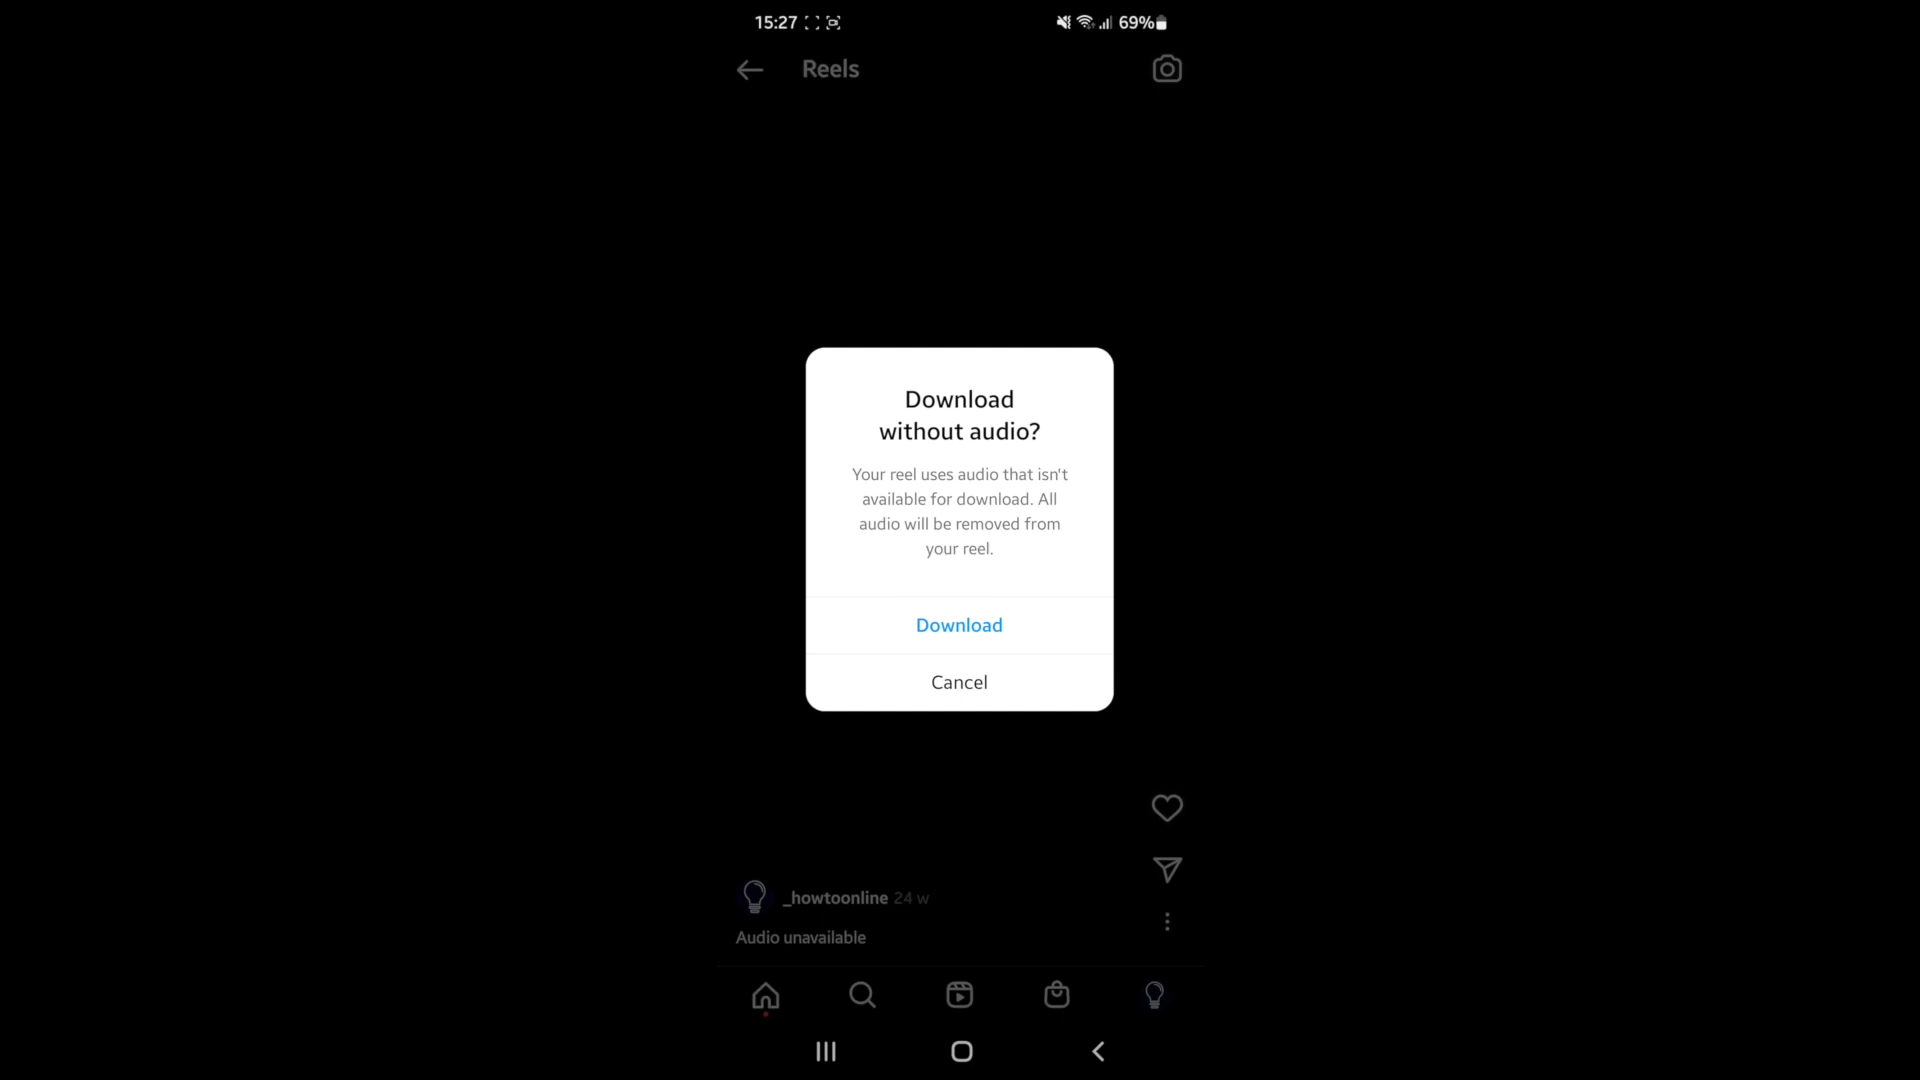 15:27 69%
Reels
Download
without audio?
Your reel uses audio that isn't
available for download. All
audio will be removed from
your reel.
Download
Cancel
_howtoonline 24 w
Audio unavailable